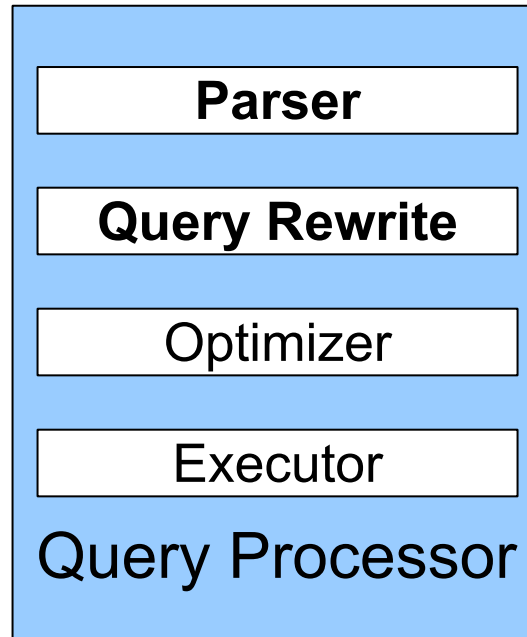 Parser
Query Rewrite
Optimizer
Executor
Query Processor